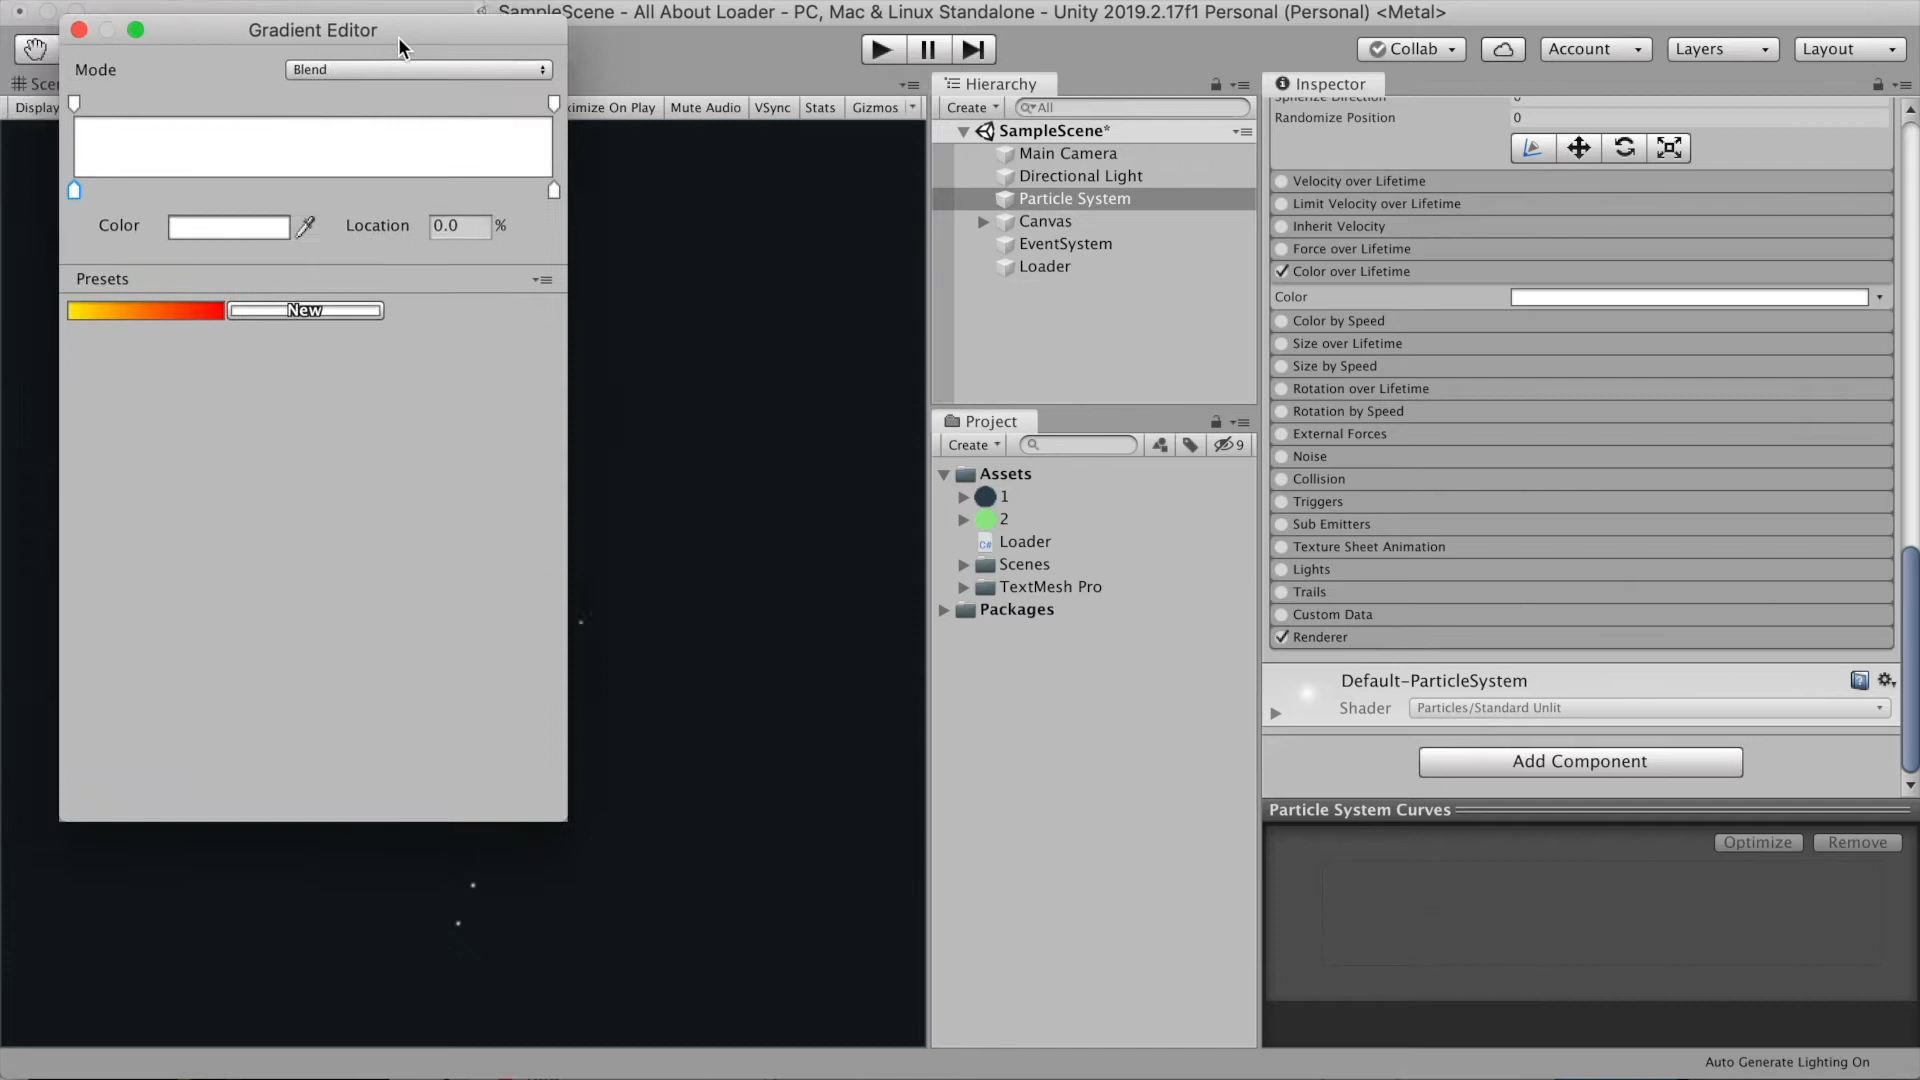 SampleScene - All About Loader - PC, Mac & Linux Standalone - Unity 2019.2.17f1 Personal (Personal) <Metal>
Gradient Editor
Mode
Blend
Color
Location
0.0
%
Presets
New
Collab
Account
Layers
Layout
Display
ximize On Play
Mute Audio
VSync
Stats
Gizmos
Hierarchy
Create
All
SampleScene*
Main Camera
Directional Light
Particle System
Canvas
EventSystem
Loader
Project
Create
9
Assets
1
2
C#
Loader
Scenes
TextMesh Pro
Packages
Inspector
Spherize Direction
0
Randomize Position
0
Velocity over Lifetime
Limit Velocity over Lifetime
Inherit Velocity
Force over Lifetime
Color over Lifetime
Color
Color by Speed
Size over Lifetime
Size by Speed
Rotation over Lifetime
Rotation by Speed
External Forces
Noise
Collision
Triggers
Sub Emitters
Texture Sheet Animation
Lights
Trails
Custom Data
Renderer
Default-ParticleSystem
Shader
Particles/Standard Unlit
Add Component
Particle System Curves
Optimize
Remove
Auto Generate Lighting On